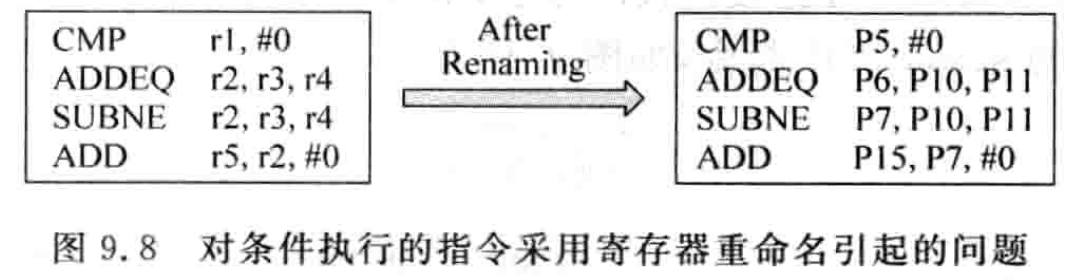 CMP r1, #0
ADDEQ r2, r3, r4
SUBNE r2, r3, r4
ADD r5, r2, #0
After
Renaming
CMP P5, #0
ADDEQ P6, P10, P11
SUBNE P7, P10, P11
ADD P15, P7, #0
图 9.8 对条件执行的指令采用寄存器重命名引起的问题